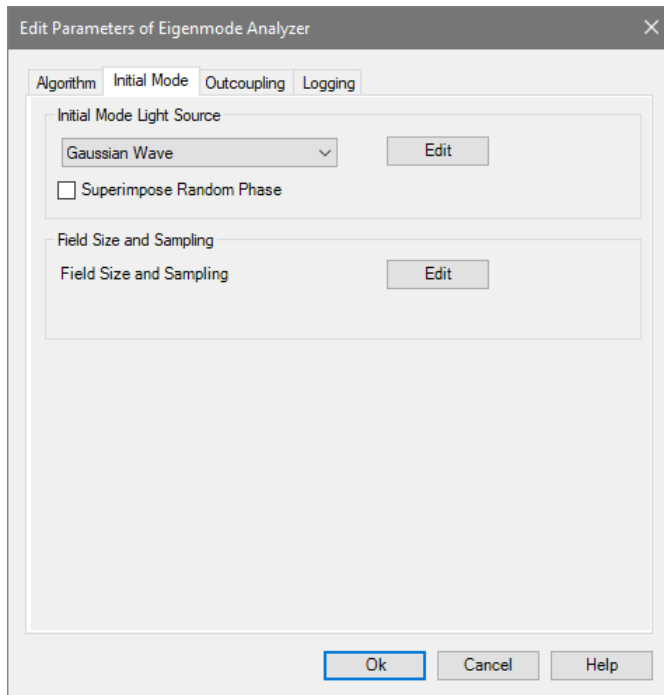 Edit Parameters of Eigenmode Analyzer
Algorithm Initial Mode Outcoupling Logging
Initial Mode Light Source
Gaussian Wave Edit
Superimpose Random Phase
Field Size and Sampling
Field Size and Sampling Edit
Ok Cancel Help